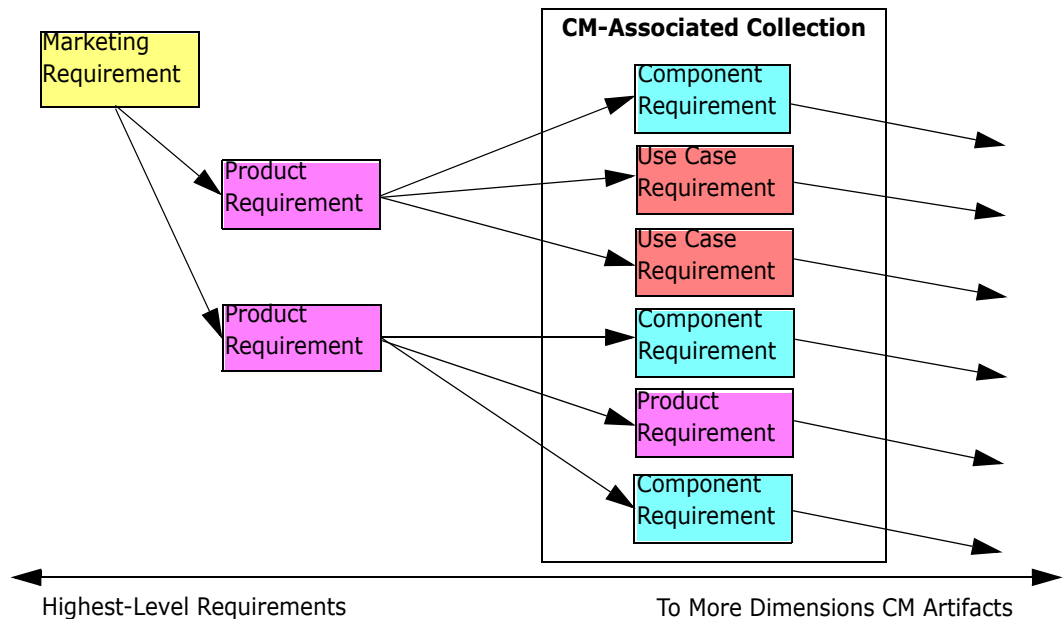 CM-Associated Collection
Marketing
Requirement
Component
Requirement
Product
Requirement
Use Case
Requirement
Use Case
Requirement
Product
Requirement
Component
Requirement
Product
Requirement
Component
Requirement
Highest-Level Requirements
To More Dimensions CM Artifacts